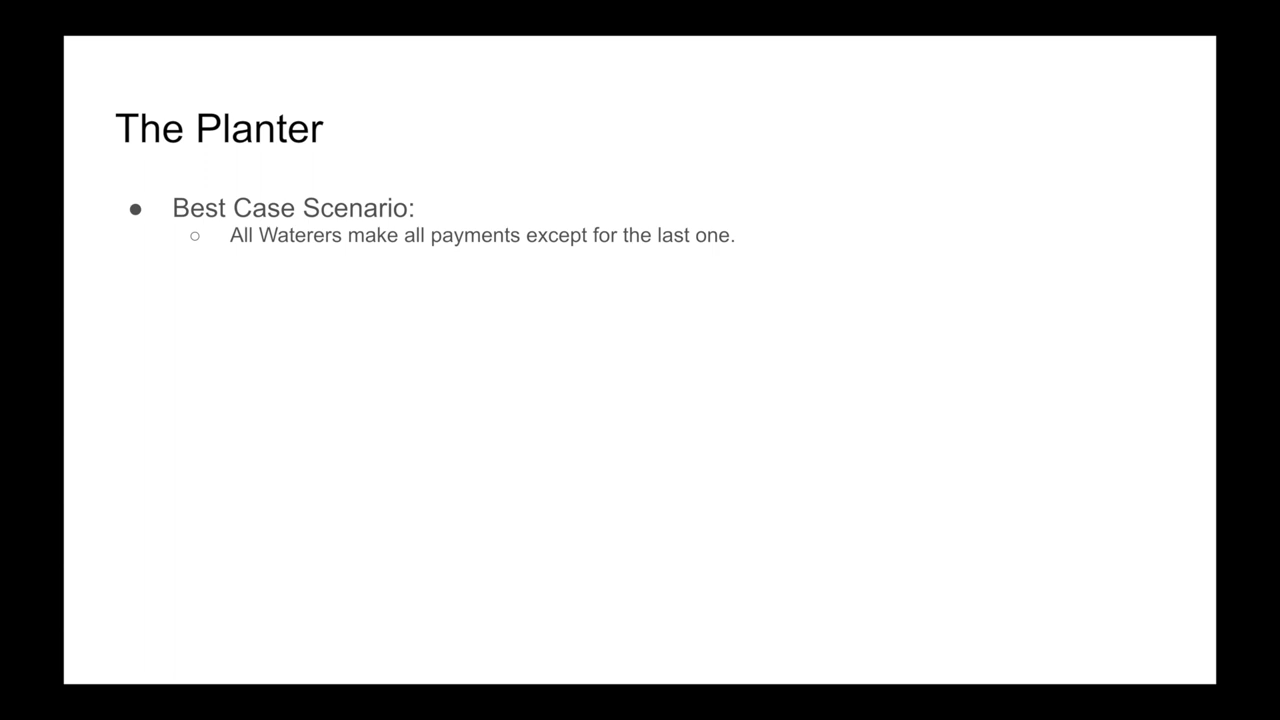 The Planter
● Best Case Scenario:
○ All Waterers make all payments except for the last one.